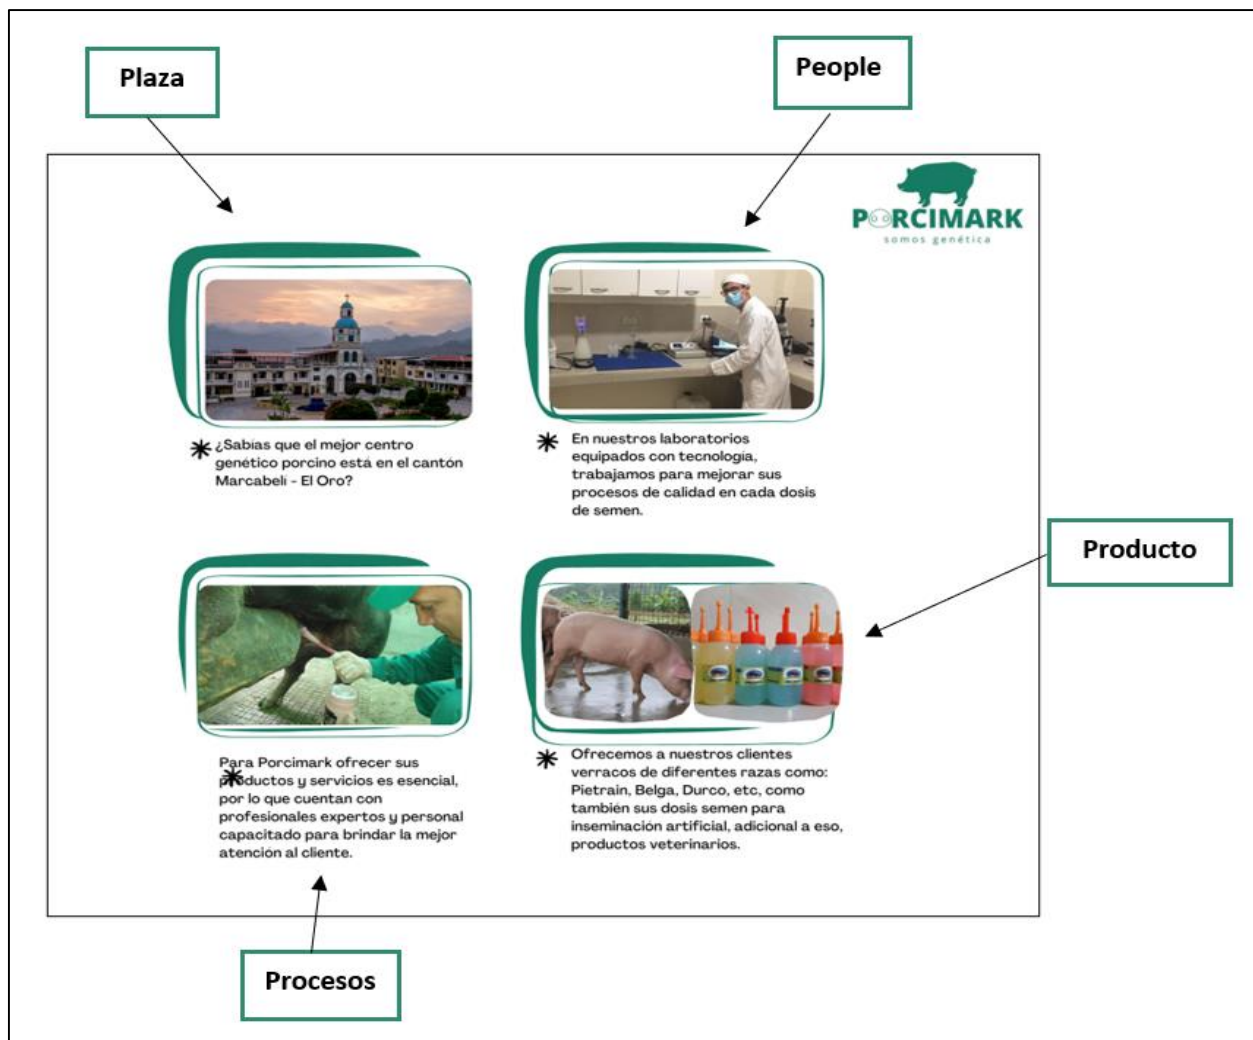 Plaza
People
PORCIMARK
somos genética
¿Sabías que el mejor centro
genético porcino está en el cantón
Marcabelí - El Oro?
En nuestros laboratorios
equipados con tecnología,
trabajamos para mejorar sus
procesos de calidad en cada dosis
de semen.
Producto
Para Porcimark ofrecer sus
productos y servicios es esencial,
por lo que cuentan con
profesionales expertos y personal
capacitado para brindar la mejor
atención al cliente.
Ofrecemos a nuestros clientes
verracos de diferentes razas como:
Pietrain, Belga, Durco, etc, como
también sus dosis semen para
inseminación artificial, adicional a eso,
productos veterinarios.
Procesos